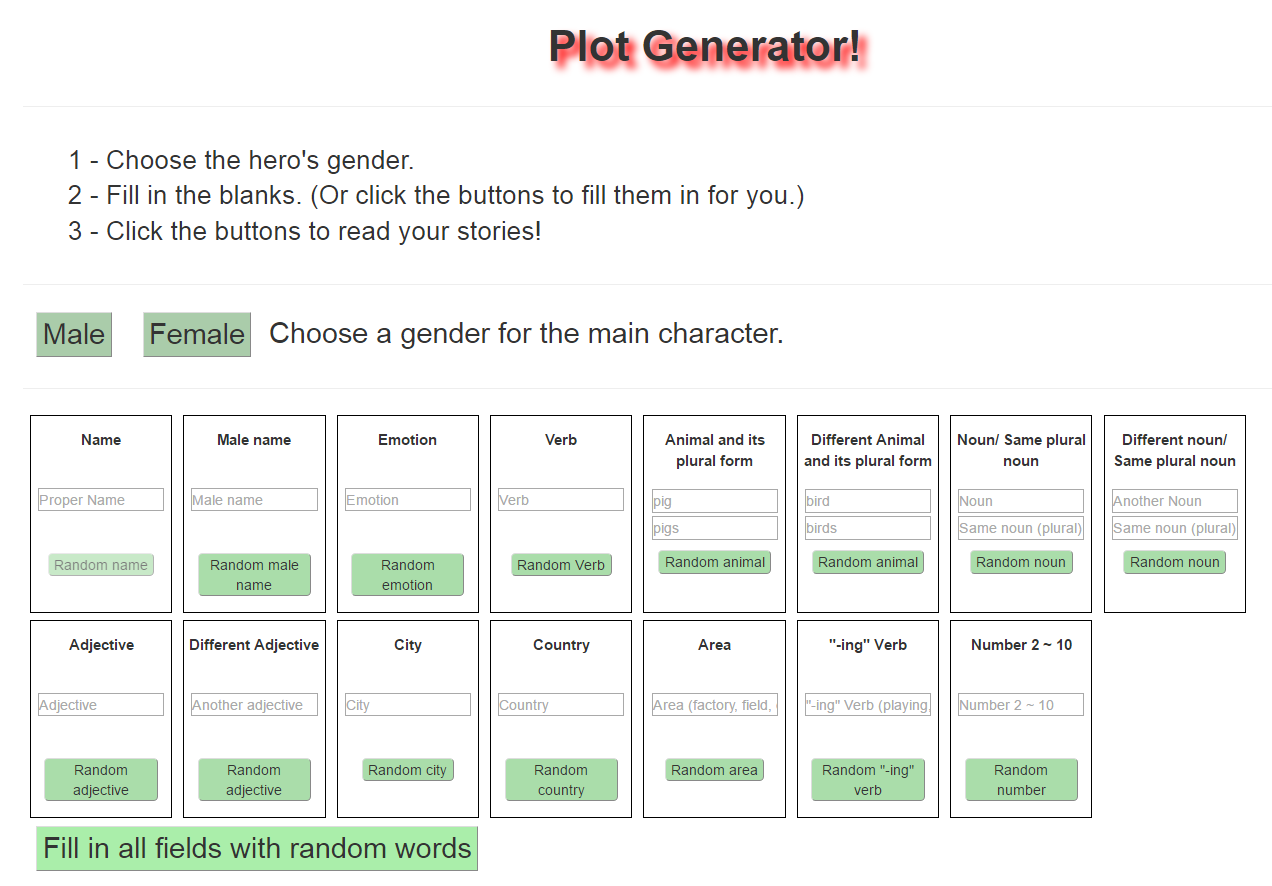 Plot Generator!
1 - Choose the hero's gender.
2 - Fill in the blanks. (Or click the buttons to fill them in for you.)
3 - Click the buttons to read your stories!
Male Female Choose a gender for the main character.
Name
Proper Name
Random name
Male name
Male name
Random male
name
Emotion
Emotion
Random
emotion
Verb
Verb
Random Verb
Animal and its
plural form
pig
pigs
Random animal
Different Animal
and its plural form
bird
birds
Random animal
Noun/ Same plural
noun
Noun
Same noun (plural)
Random noun
Different noun/
Same plural noun
Another Noun
Same noun (plural)
Random noun
Adjective
Adjective
Random
adjective
Different Adjective
Another adjective
Random
adjective
City
City
Random city
Country
Country
Random
country
Area
Area (factory, field,
Random area
"-ing" Verb
"-ing" Verb (playing,
Random "-ing"
verb
Number 2 ~ 10
Number 2 ~ 10
Random
number
Fill in all fields with random words